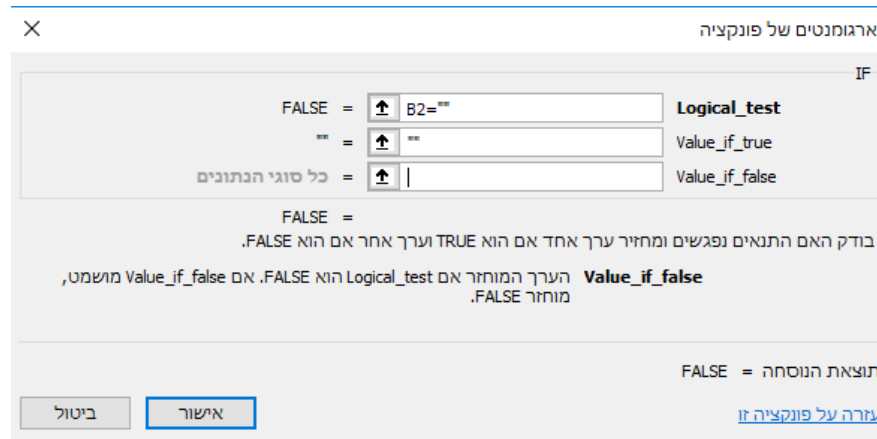 ארגומנטים של פונקציה
IF
Logical_test B2="" = FALSE
Value_if_true "" = ""
Value_if_false = כל סוגי הנתונים
= FALSE
בודק האם התנאים נפגשים ומחזיר ערך אחד אם הוא TRUE וערך אחר אם הוא FALSE.
Value_if_false הערך המוחזר אם Logical_test הוא FALSE. אם Value_if_false מושמט,
מוחזר FALSE.
תוצאת הנוסחה = FALSE
עזרה על פונקציה זו אישור ביטול